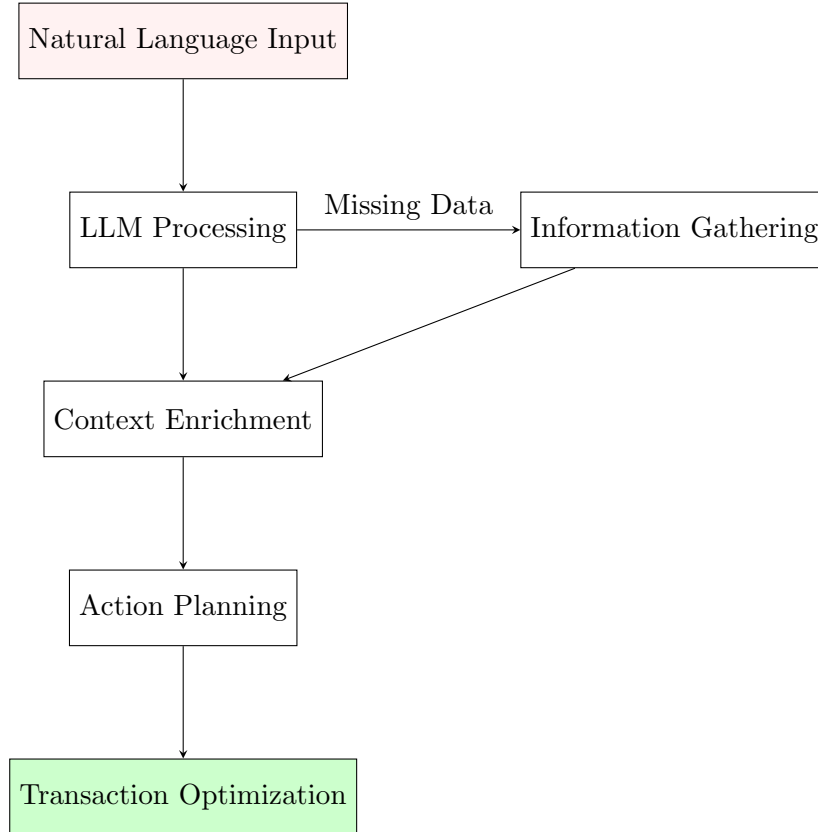 Natural Language Input
LLM Processing
Missing Data
Information Gathering
Context Enrichment
Action Planning
Transaction Optimization